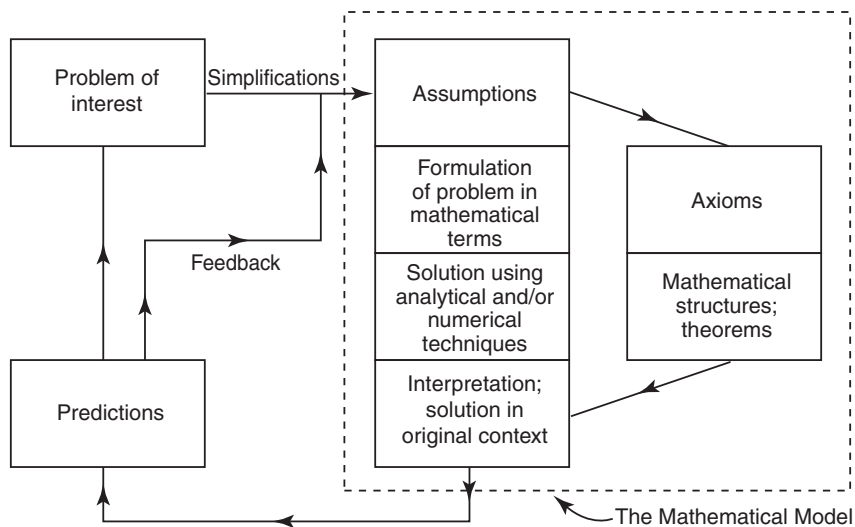 Problem of
interest
Simplifications
Assumptions
Formulation
of problem in
mathematical
terms
Axioms
Feedback
Solution using
analytical and/or
numerical
techniques
Mathematical
structures;
theorems
Predictions
Interpretation;
solution in
original context
The Mathematical Model